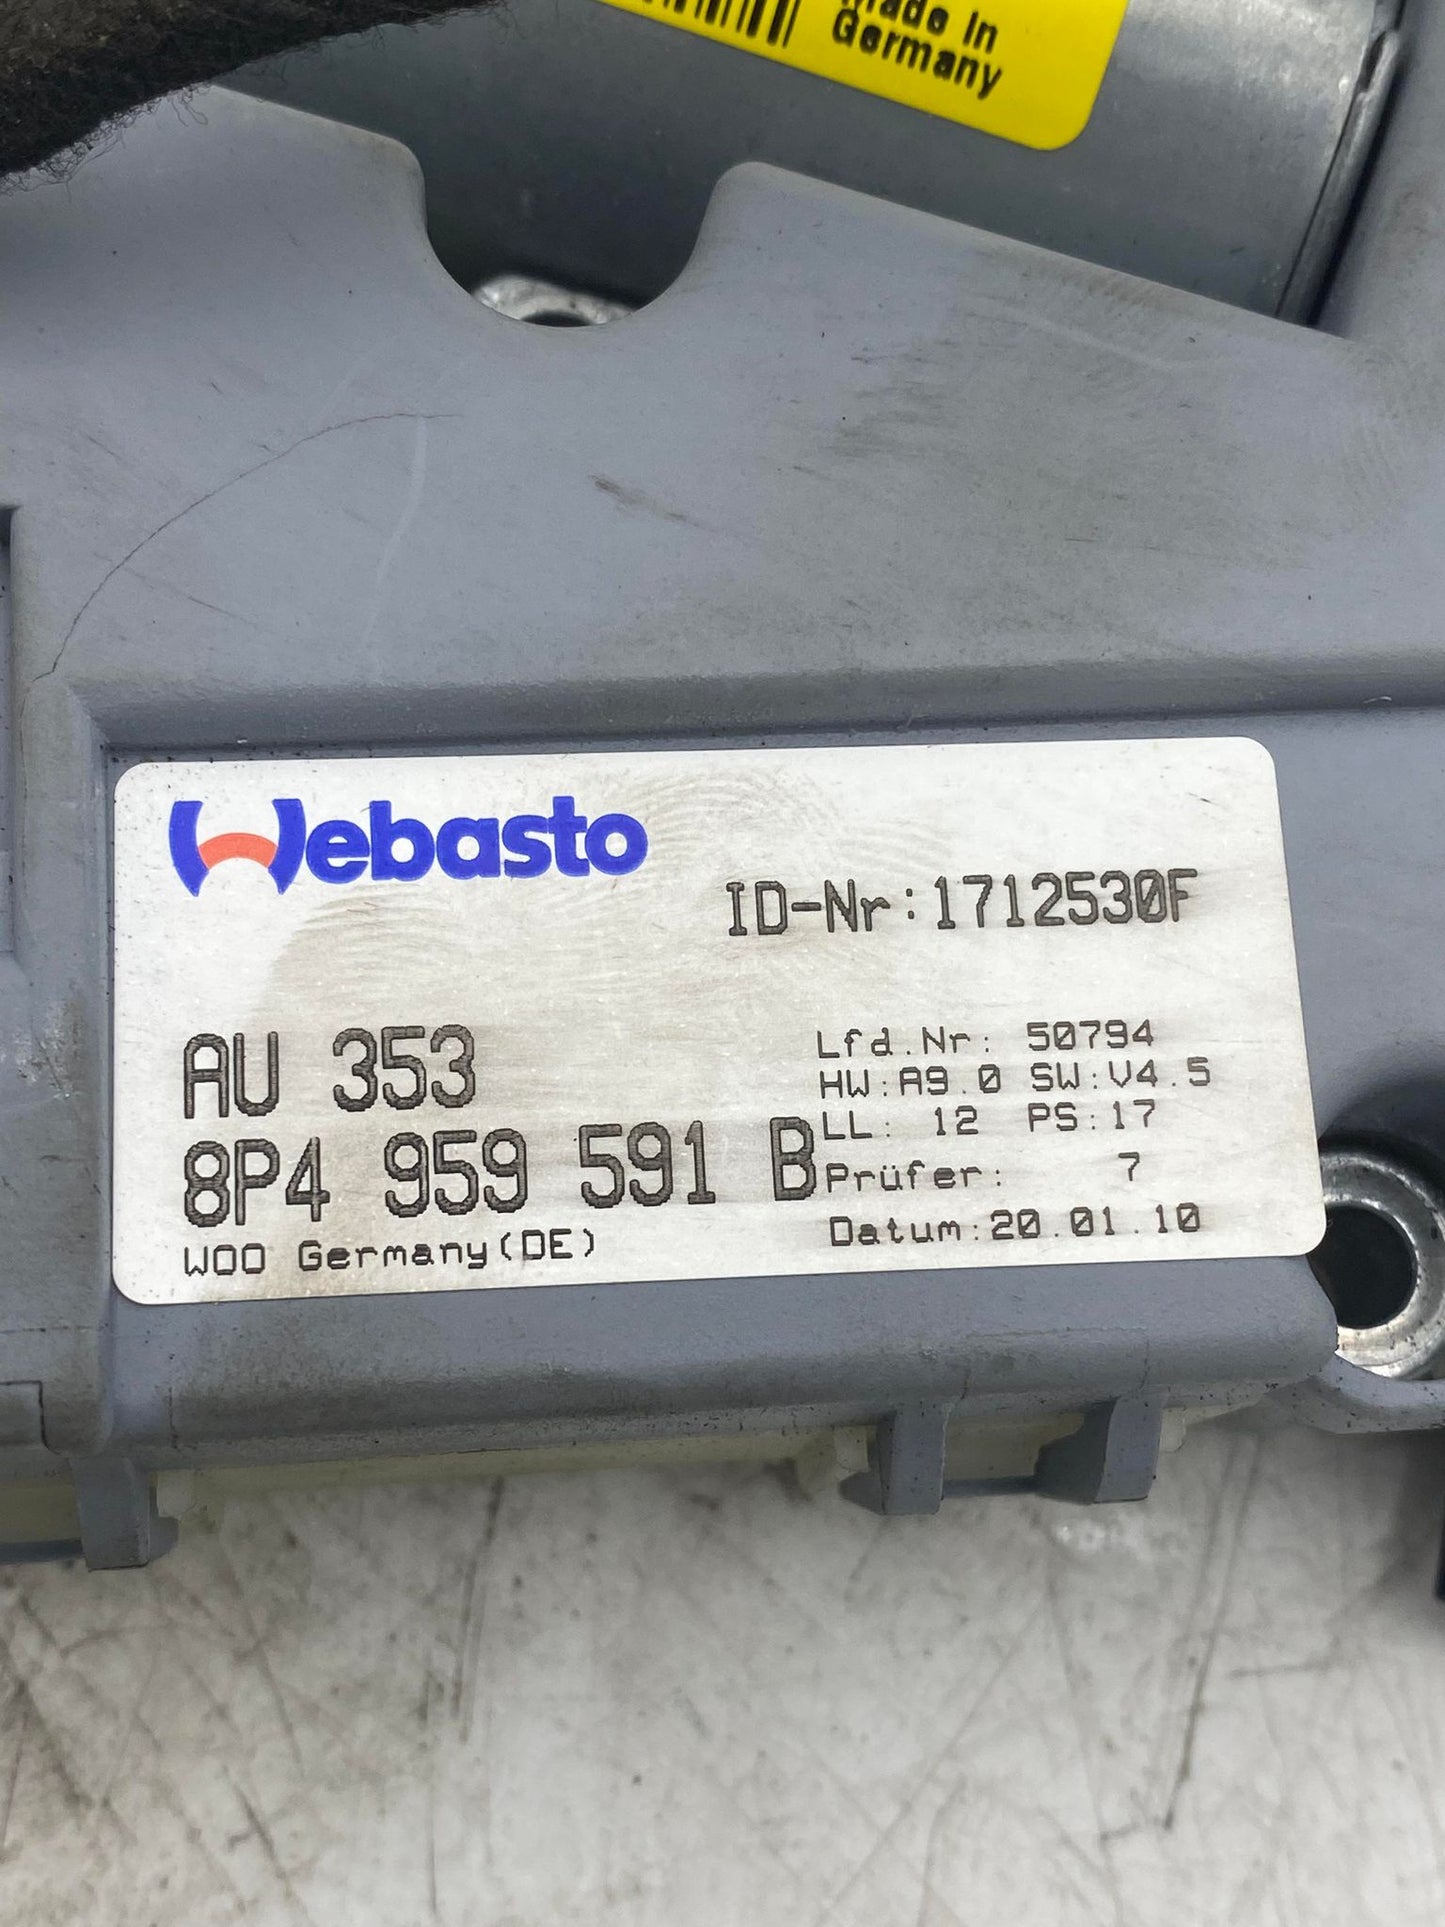 Made in
Germany
Webasto
ID-Nr:1712530F
AU 353
8P4 959 591 B
W00 Germany(DE)
Lfd.Nr: 50794
HW:A9.0 SW:V4.5
LL: 12 PS:17
Prüfer: 7
Datum:20.01.10